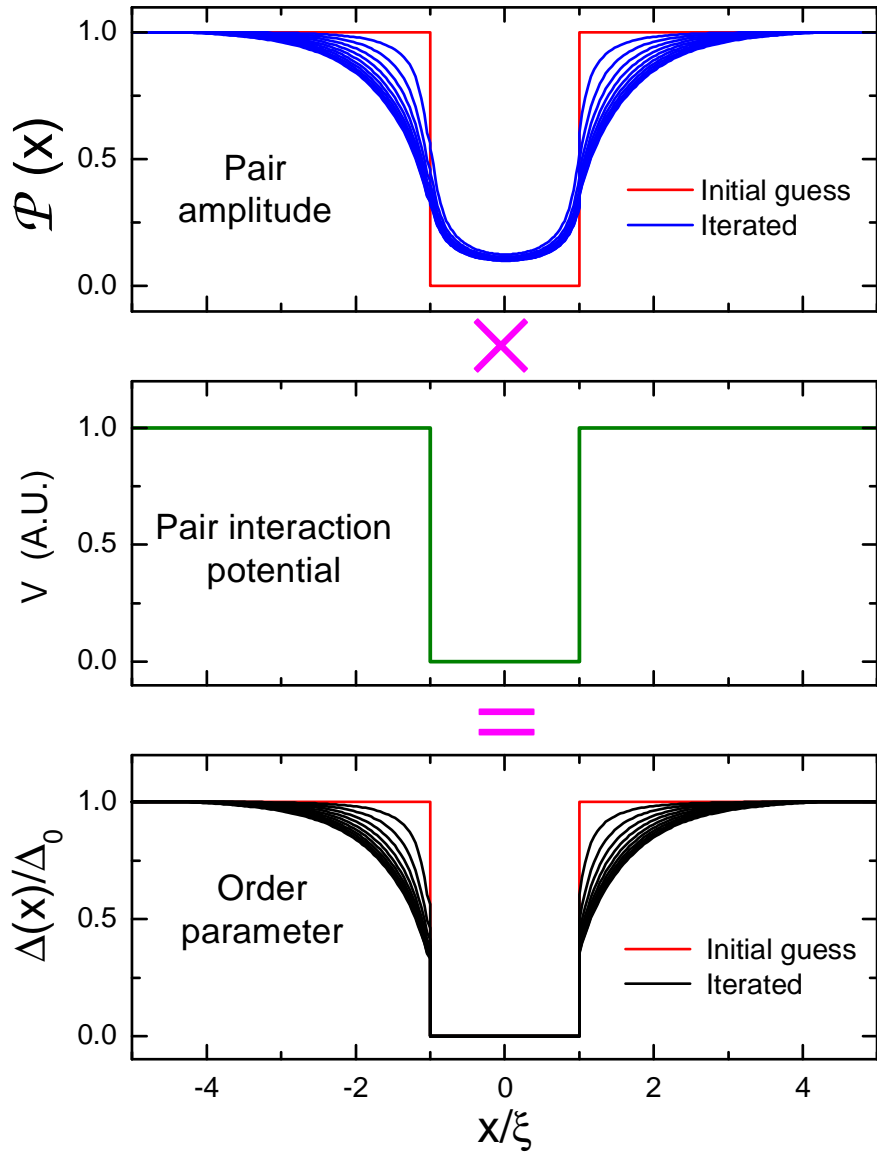 1.0
0.5
0.0
𝒫 (x)
Pair
amplitude
Initial guess
Iterated
×
1.0
0.5
0.0
V (A.U.)
Pair interaction
potential
=
1.0
0.5
0.0
Δ(x)/Δ₀
Order
parameter
Initial guess
Iterated
-4 -2 0 2 4
x/ξ